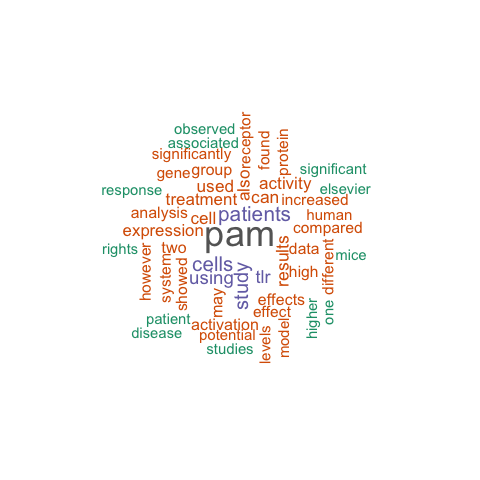 observed
associated
significantly
gene
group
also
receptor
found
protein
significant
response
used
activity
elsevier
treatment
can
increased
analysis
cell
patients
human
expression
compared
pam
rights
two
results
data
mice
however
system
showed
cells
using
study
tlr
high
different
may
effects
effect
higher
one
patient
activation
disease
potential
levels
model
studies